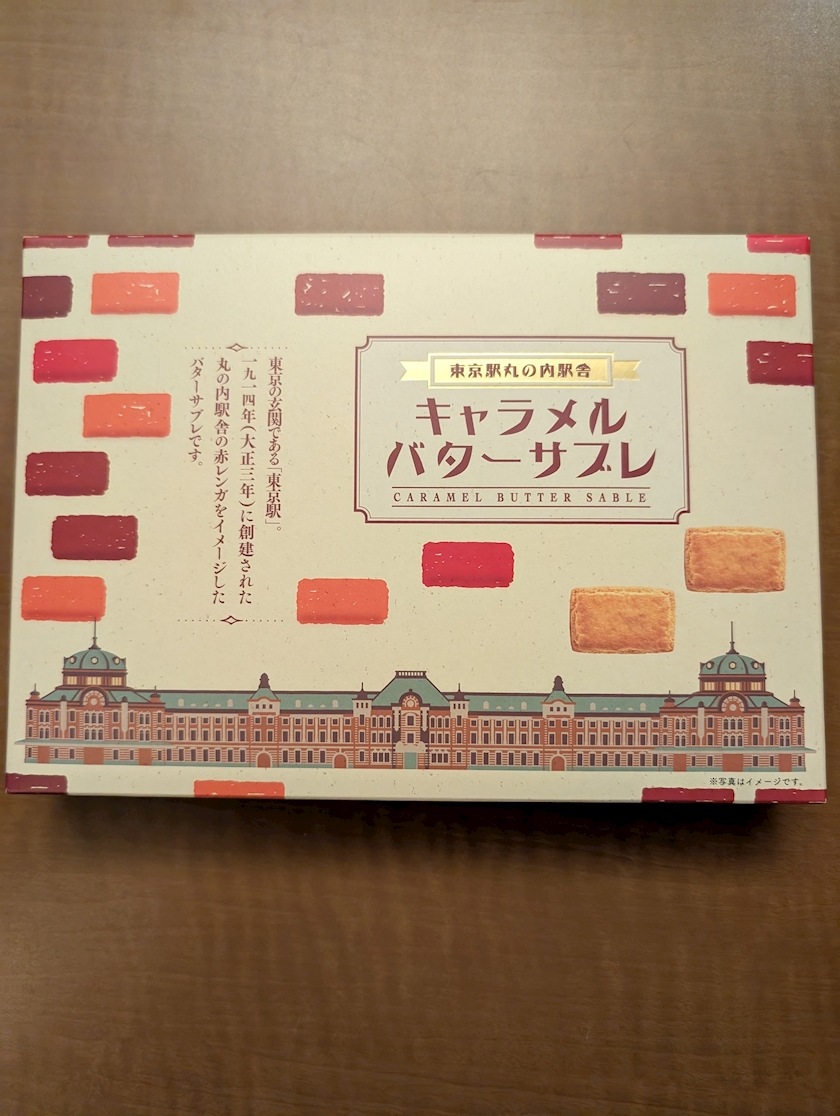 東京駅丸の内駅舎
キャラメル
バターサブレ
CARAMEL BUTTER SABLE
東京の玄関である「東京駅」。
一九一四年(大正三年)に創建された
丸の内駅舎の赤レンガをイメージした
バターサブレです。
※写真はイメージです。